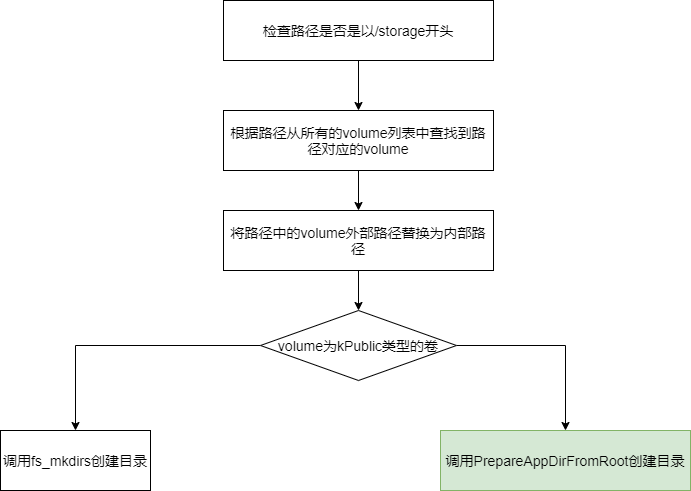 检查路径是否是以/storage开头
根据路径从所有的volume列表中查找到路
径对应的volume
将路径中的volume外部路径替换为内部路
径
volume为kPublic类型的卷
调用fs_mkdirs创建目录
调用PrepareAppDirFromRoot创建目录